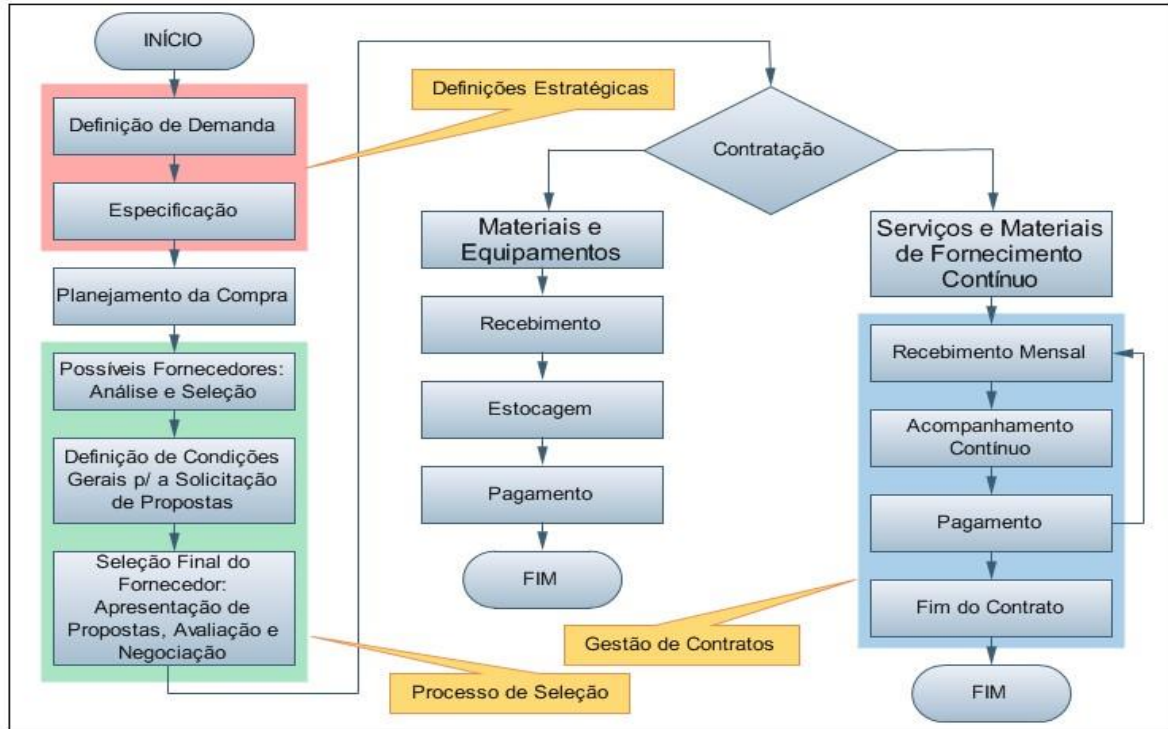 INÍCIO
Definição de Demanda
Especificação
Planejamento da Compra
Possíveis Fornecedores:
Análise e Seleção
Definição de Condições
Gerais p/ a Solicitação
de Propostas
Seleção Final do
Fornecedor:
Apresentação de
Propostas, Avaliação e
Negociação
Definições Estratégicas
Processo de Seleção
Contratação
Materiais e
Equipamentos
Recebimento
Estocagem
Pagamento
FIM
Serviços e Materiais
de Fornecimento
Contínuo
Recebimento Mensal
Acompanhamento
Contínuo
Pagamento
Fim do Contrato
Gestão de Contratos
FIM